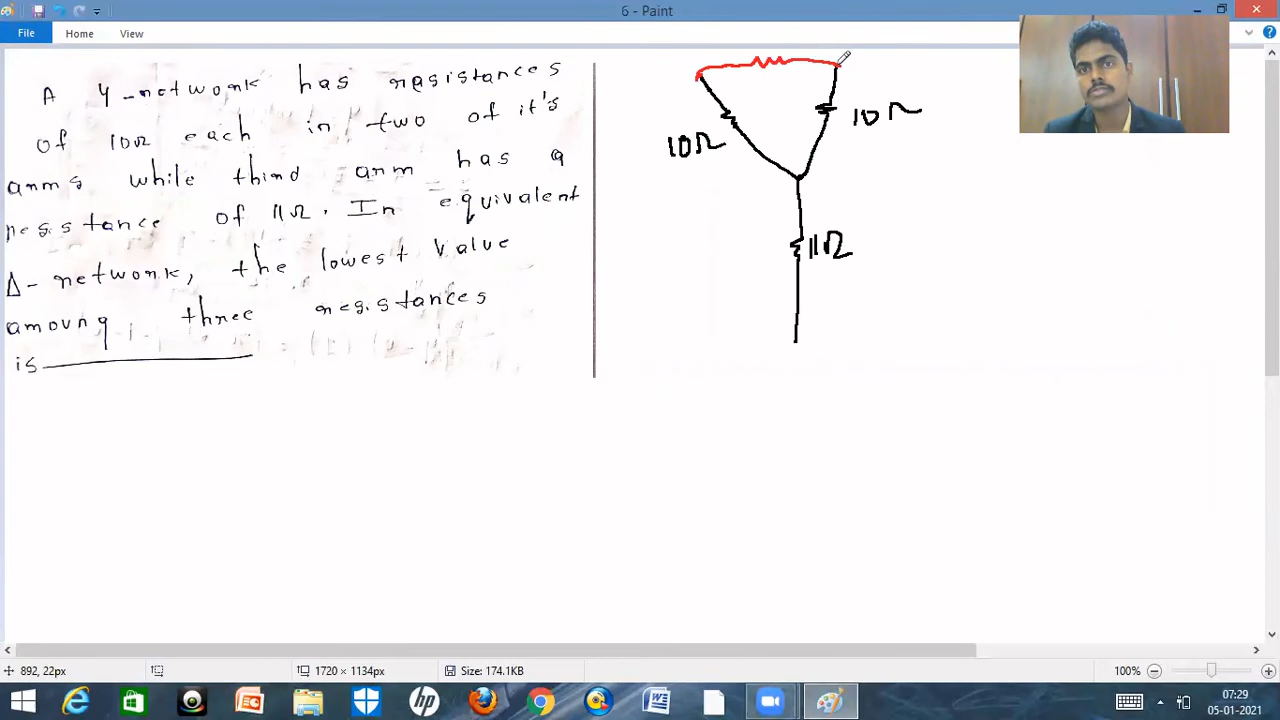 6 - Paint
File
Home
View
A Y-network has resistances
of 10Ω each in two of it's
arms while third arm has a
resistance of 11Ω. In equivalent
Δ- network, the lowest value
among three resistances
is
10Ω
10Ω
11Ω
892, 22px
1720 × 1134px
Size: 174.1KB
100%
07:29
05-01-2021